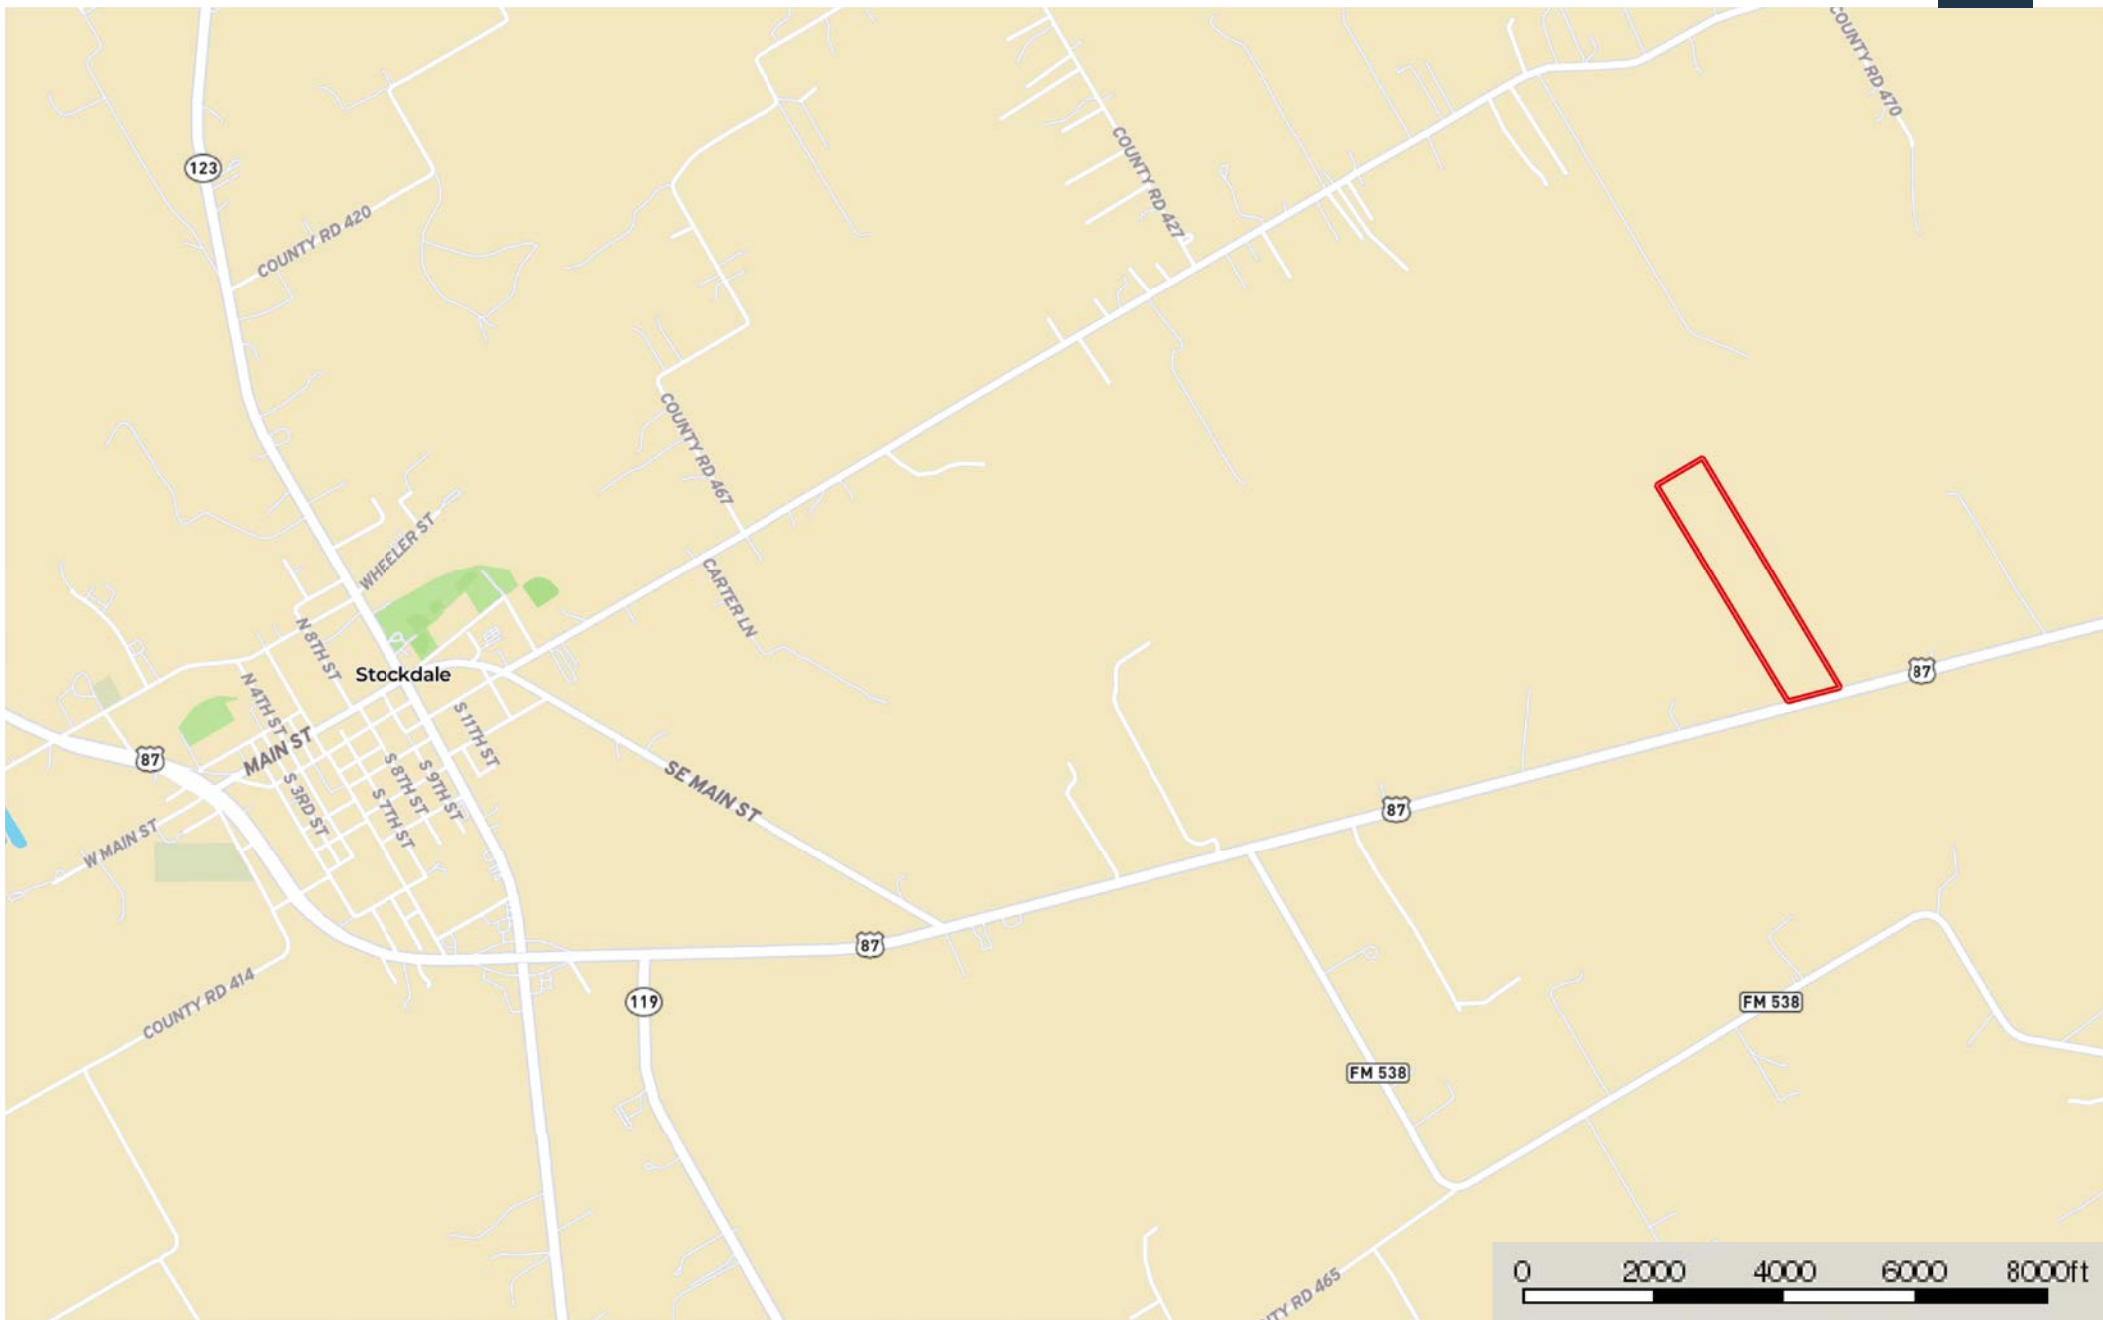 COUNTY RD 470
123
COUNTY RD 427
COUNTY RD 420
COUNTY RD 467
WHEELER ST
CARTER LN
N 8TH ST
Stockdale
87
N 4TH ST
S 11TH ST
MAIN ST
87
S 9TH ST
S 8TH ST
SE MAIN ST
S 3RD ST
S 7TH ST
87
W MAIN ST
87
COUNTY RD 414
119
FM 538
FM 538
TY RD 465
0 2000 4000 6000 8000ft